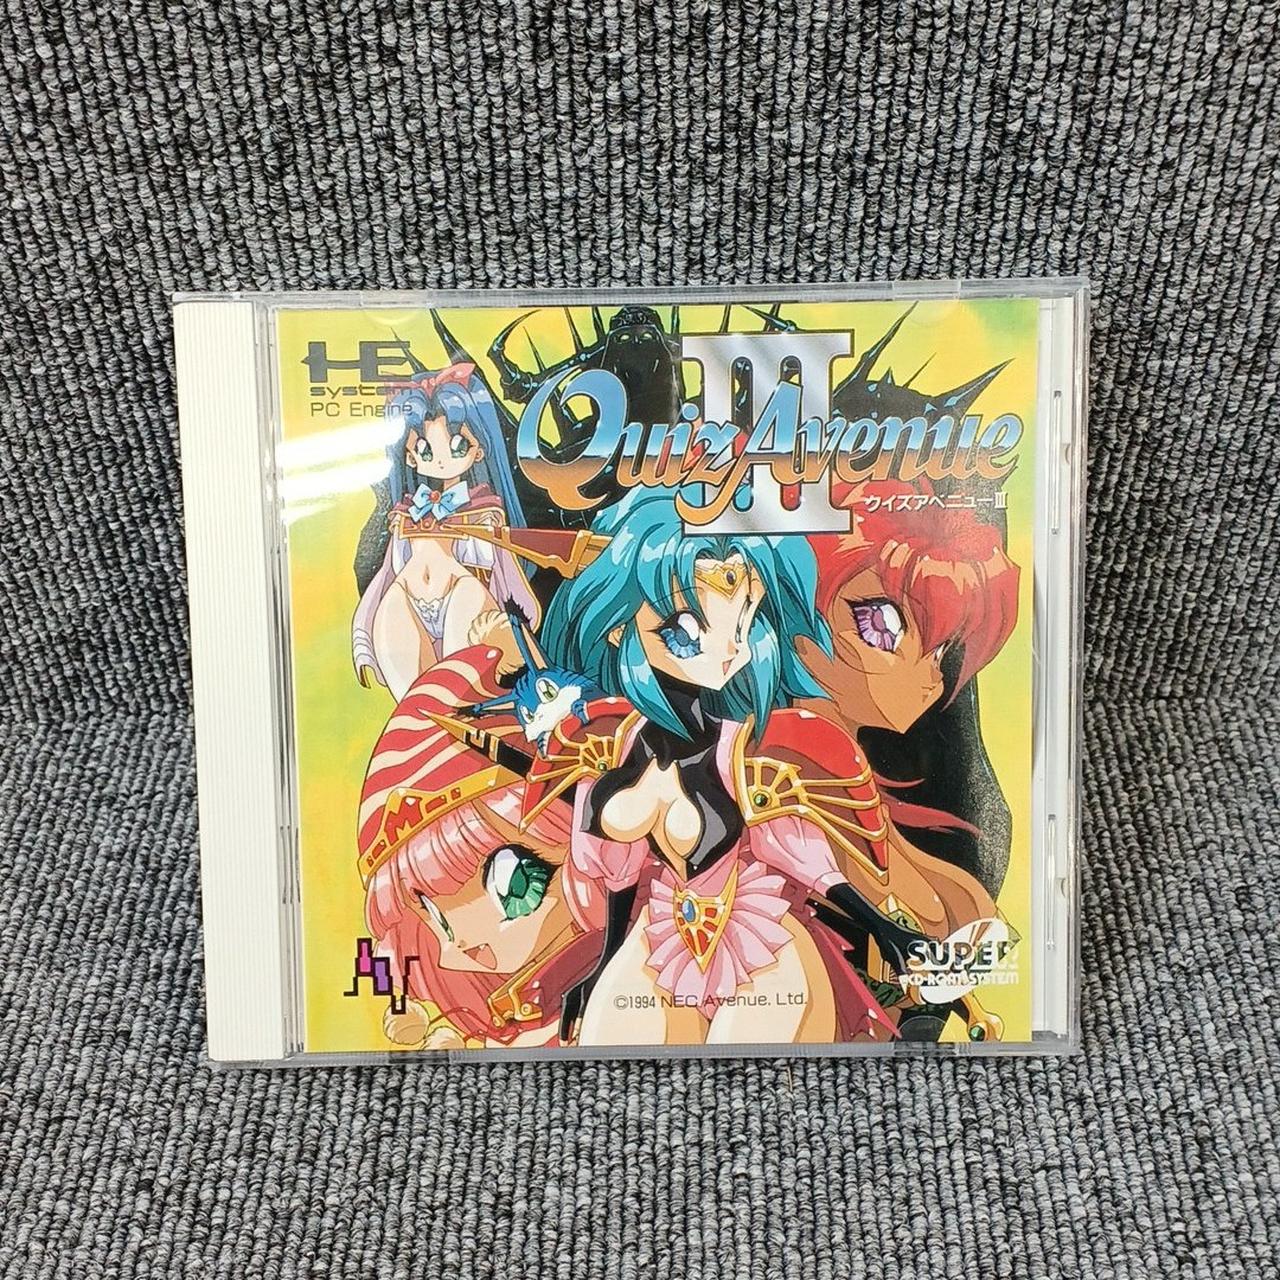 HE
system
PC Engine
III
Quiz Avenue
クイズアベニューIII
M
SUPER
CD-ROM² SYSTEM
©1994 NEC Avenue, Ltd.